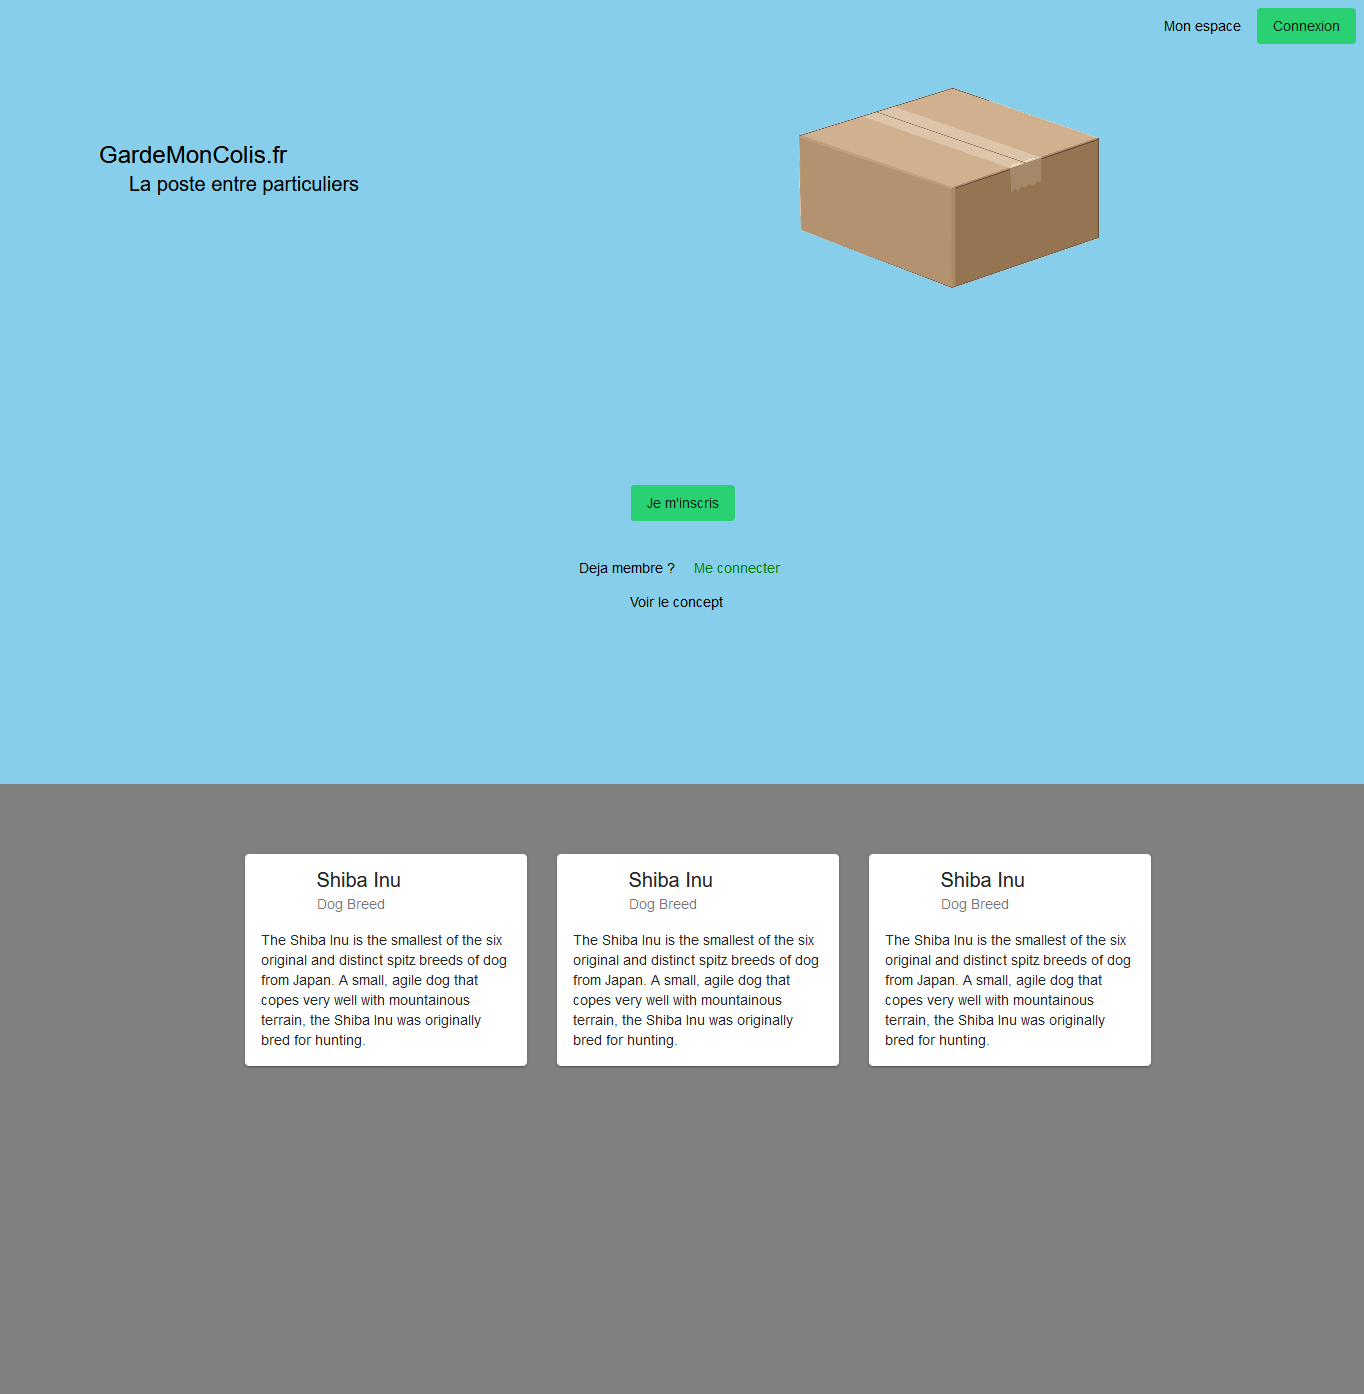 Mon espace
Connexion
GardeMonColis.fr
La poste entre particuliers
Je m'inscris
Deja membre ? Me connecter
Voir le concept
Shiba Inu
Dog Breed
The Shiba Inu is the smallest of the six
original and distinct spitz breeds of dog
from Japan. A small, agile dog that
copes very well with mountainous
terrain, the Shiba Inu was originally
bred for hunting.
Shiba Inu
Dog Breed
The Shiba Inu is the smallest of the six
original and distinct spitz breeds of dog
from Japan. A small, agile dog that
copes very well with mountainous
terrain, the Shiba Inu was originally
bred for hunting.
Shiba Inu
Dog Breed
The Shiba Inu is the smallest of the six
original and distinct spitz breeds of dog
from Japan. A small, agile dog that
copes very well with mountainous
terrain, the Shiba Inu was originally
bred for hunting.